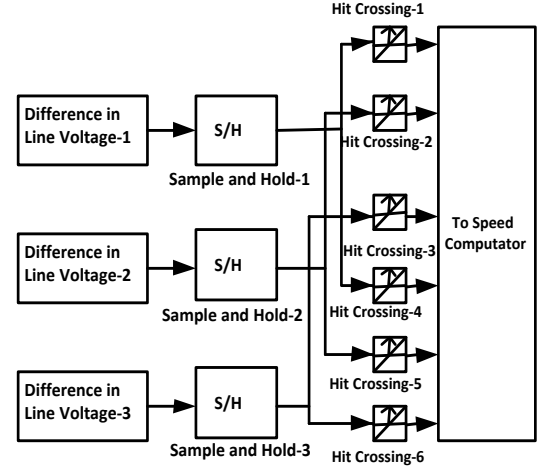 Hit Crossing-1
Difference in
Line Voltage-1
S/H
Sample and Hold-1
Hit Crossing-2
Difference in
Line Voltage-2
S/H
Sample and Hold-2
Hit Crossing-3
Hit Crossing-4
To Speed
Computator
Difference in
Line Voltage-3
S/H
Sample and Hold-3
Hit Crossing-5
Hit Crossing-6